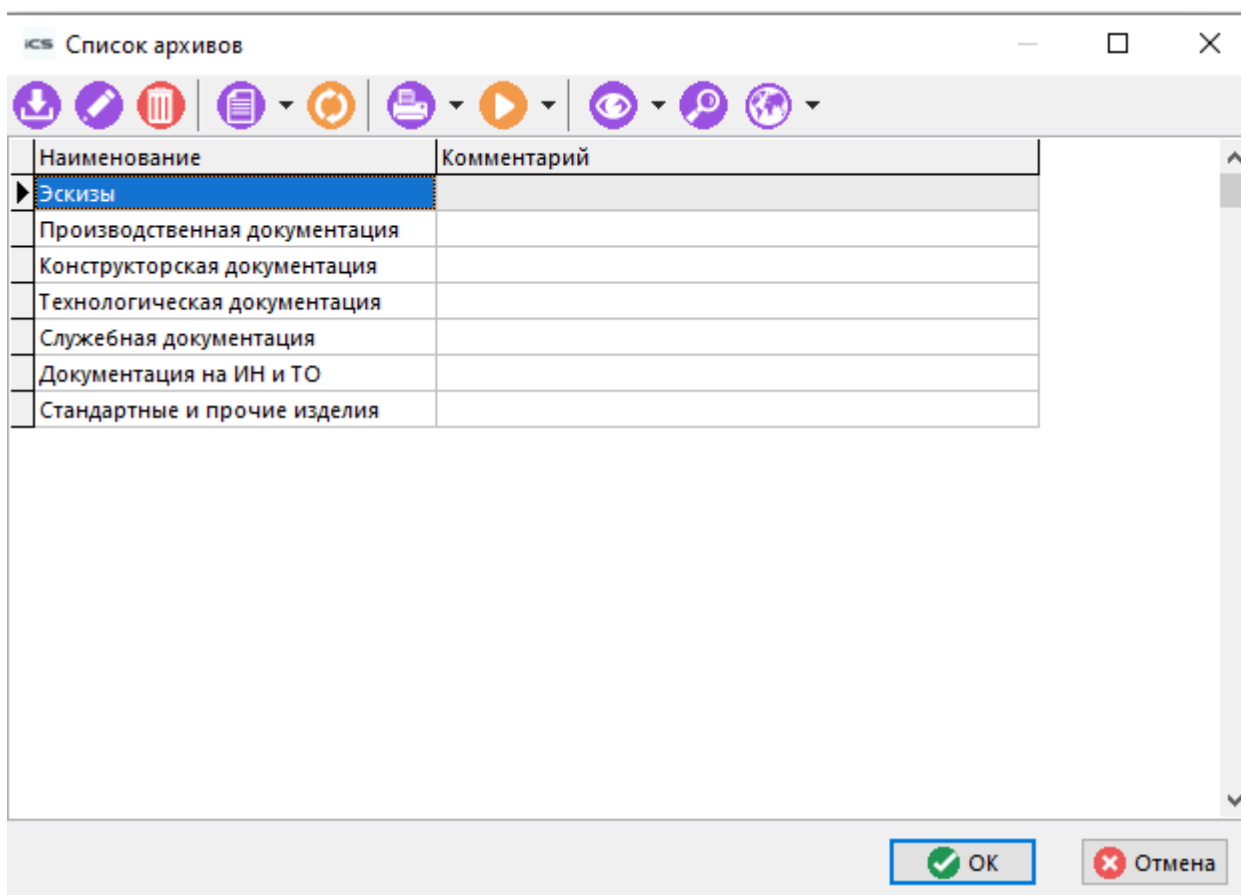 iCS Список архивов
Наименование Комментарий
Эскизы
Производственная документация
Конструкторская документация
Технологическая документация
Служебная документация
Документация на ИН и ТО
Стандартные и прочие изделия
ОК Отмена